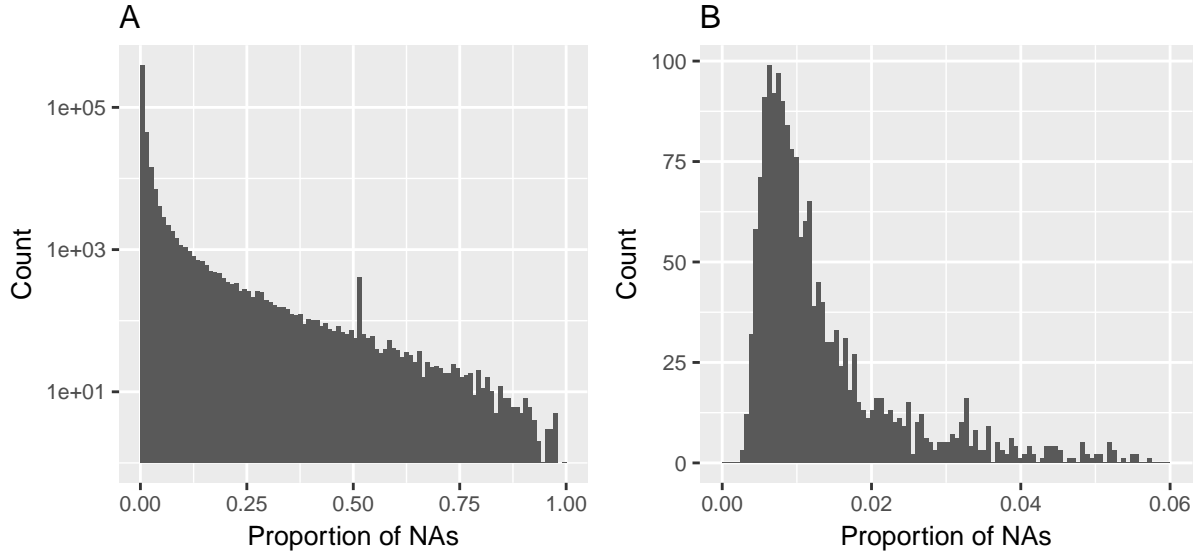 A
Count
1e+05
1e+03
1e+01
0.00 0.25 0.50 0.75 1.00
Proportion of NAs
B
Count
100
75
50
25
0
0.00 0.02 0.04 0.06
Proportion of NAs